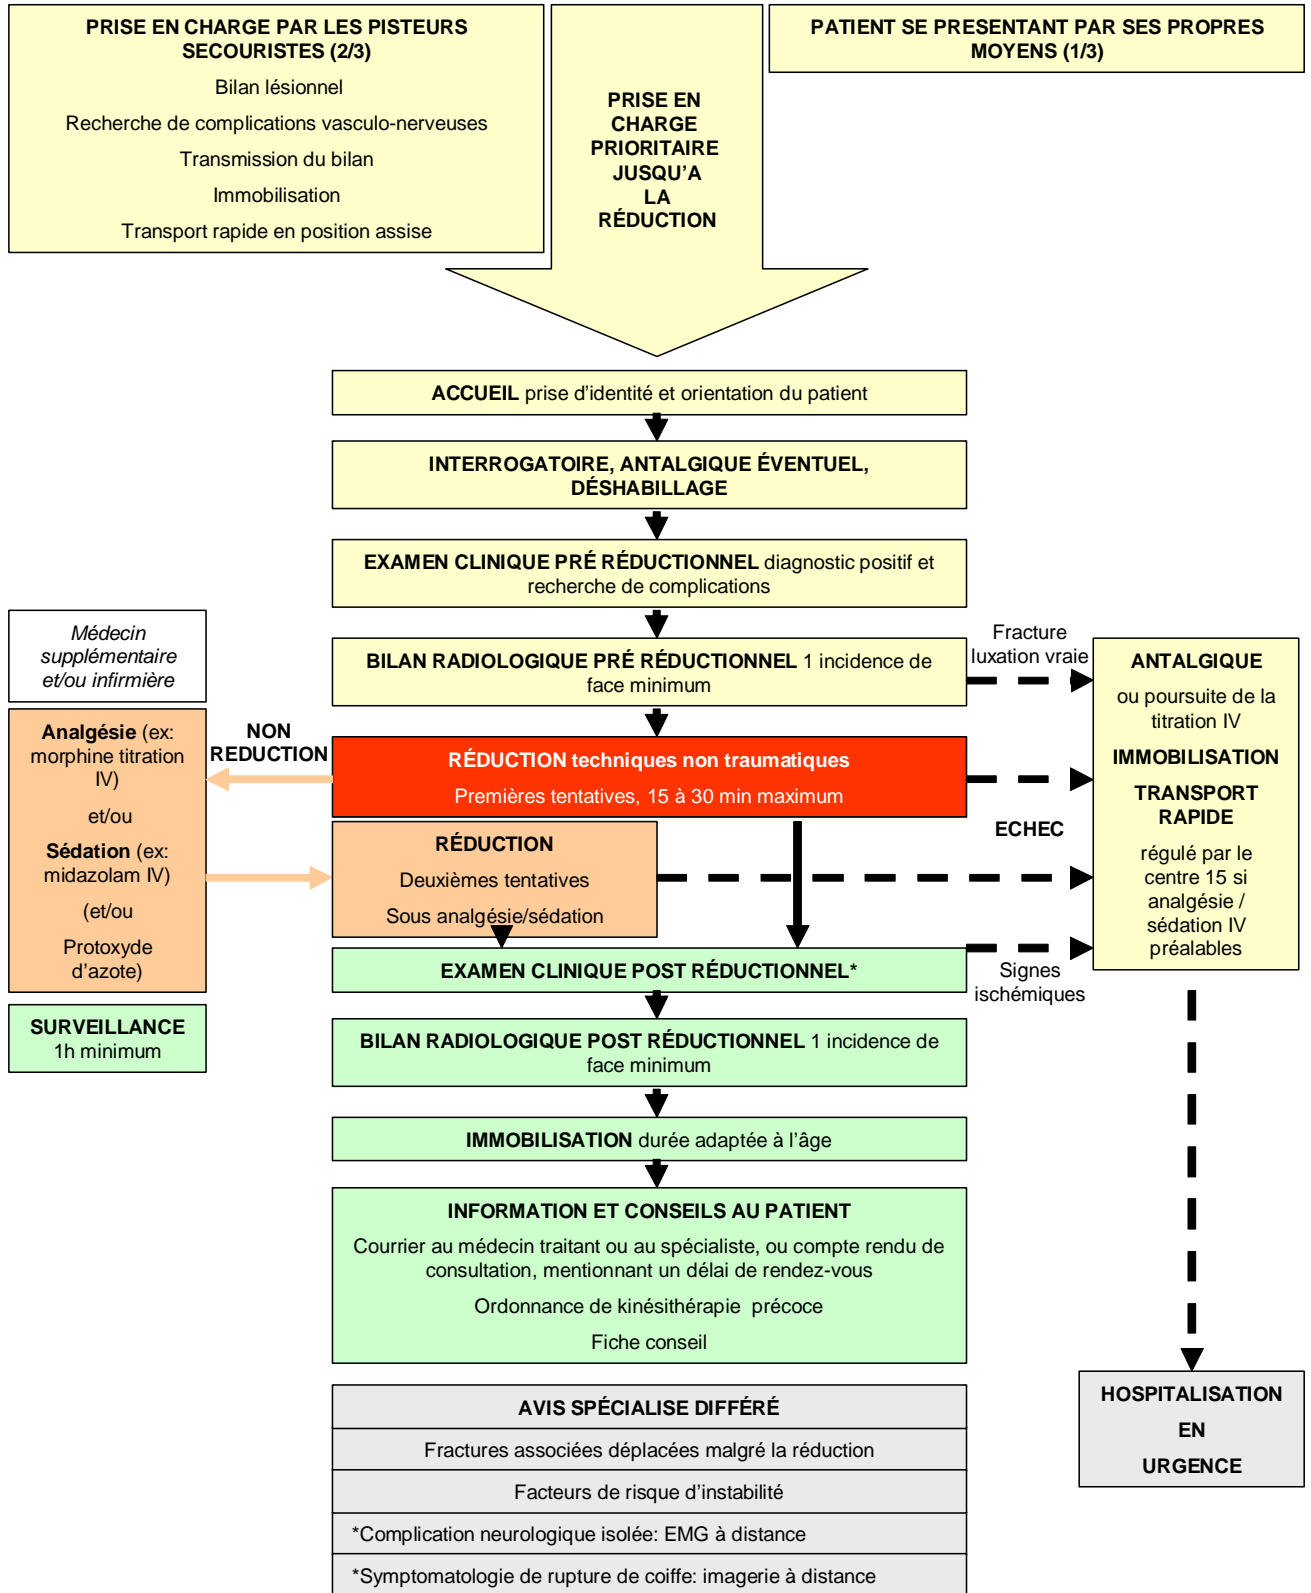 PRISE EN CHARGE PAR LES PISTEURS
SECOURISTES (2/3)
Bilan lésionnel
Recherche de complications vasculo-nerveuses
Transmission du bilan
Immobilisation
Transport rapide en position assise
PRISE EN
CHARGE
PRIORITAIRE
JUSQU'A
LA
RÉDUCTION
PATIENT SE PRESENTANT PAR SES PROPRES
MOYENS (1/3)
ACCUEIL prise d'identité et orientation du patient
INTERROGATOIRE, ANTALGIQUE ÉVENTUEL,
DÉSHABILLAGE
EXAMEN CLINIQUE PRÉ RÉDUCTIONNEL diagnostic positif et
recherche de complications
BILAN RADIOLOGIQUE PRÉ RÉDUCTIONNEL 1 incidence de
face minimum
Fracture
luxation vraie
Médecin
supplémentaire
et/ou infirmière
Analgésie (ex:
morphine titration
IV)
et/ou
Sédation (ex:
midazolam IV)
(et/ou
Protoxyde
d'azote)
NON
REDUCTION
RÉDUCTION techniques non traumatiques
Premières tentatives, 15 à 30 min maximum
RÉDUCTION
Deuxièmes tentatives
Sous analgésie/sédation
ECHEC
ANTALGIQUE
ou poursuite de la
titration IV
IMMOBILISATION
TRANSPORT
RAPIDE
régulé par le
centre 15 si
analgésie /
sédation IV
préalables
EXAMEN CLINIQUE POST RÉDUCTIONNEL*
Signes
ischémiques
SURVEILLANCE
1h minimum
BILAN RADIOLOGIQUE POST RÉDUCTIONNEL 1 incidence de
face minimum
IMMOBILISATION durée adaptée à l'âge
INFORMATION ET CONSEILS AU PATIENT
Courrier au médecin traitant ou au spécialiste, ou compte rendu de
consultation, mentionnant un délai de rendez-vous
Ordonnance de kinésithérapie précoce
Fiche conseil
HOSPITALISATION
EN
URGENCE
AVIS SPÉCIALISE DIFFÉRÉ
Fractures associées déplacées malgré la réduction
Facteurs de risque d'instabilité
*Complication neurologique isolée: EMG à distance
*Symptomatologie de rupture de coiffe: imagerie à distance